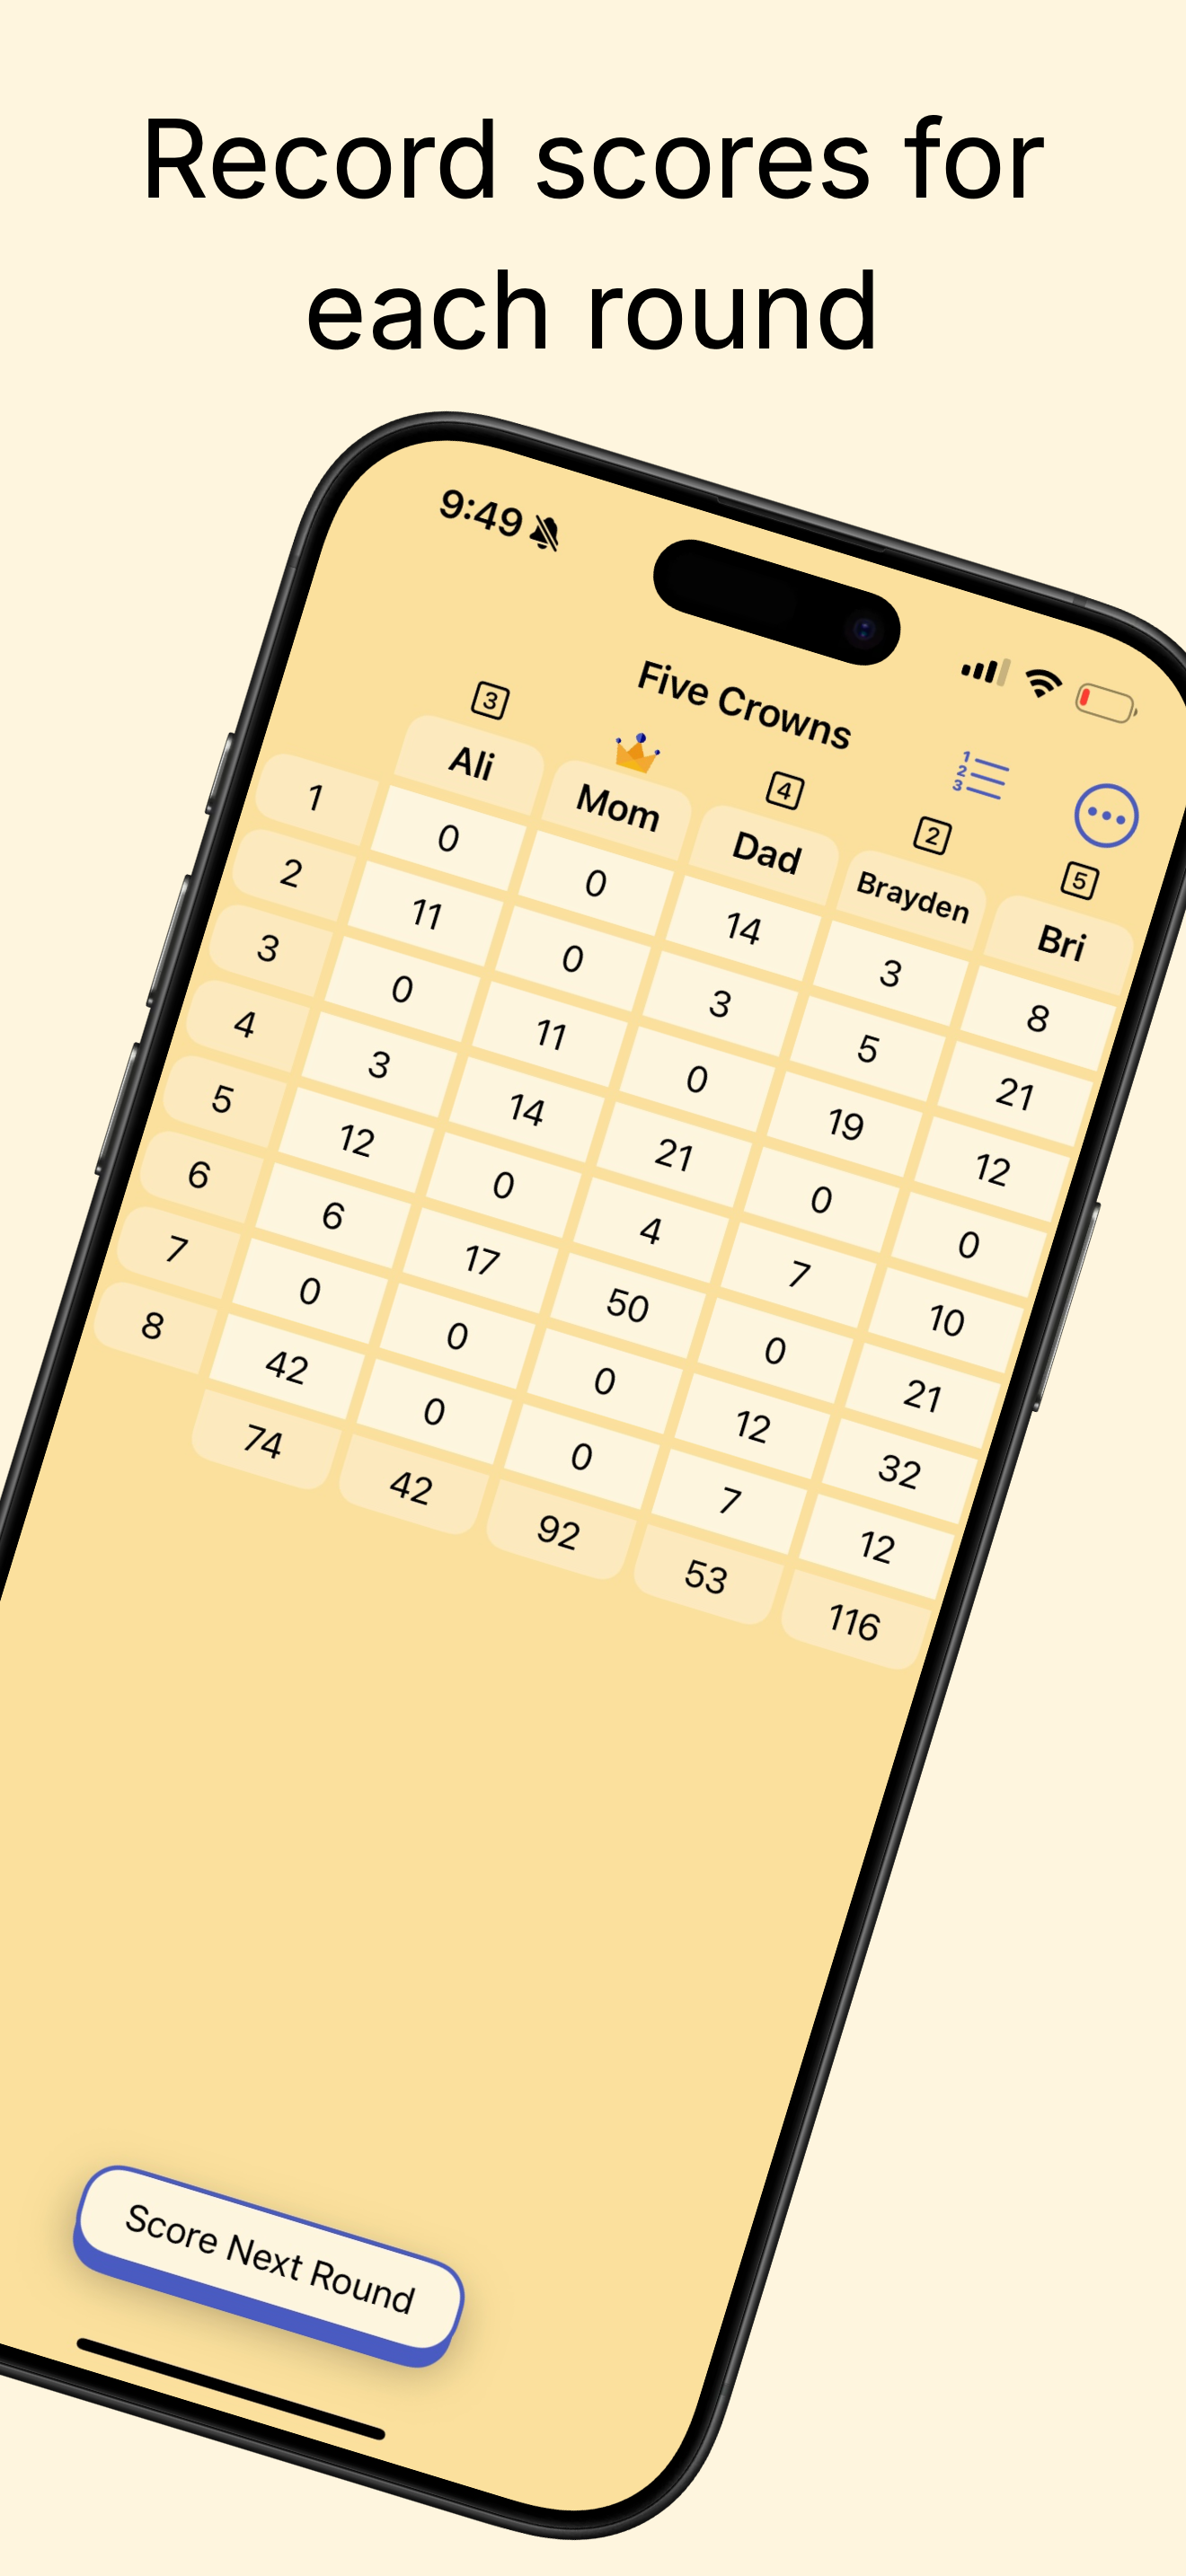 Record scores for
each round
9:49
Five Crowns
3 4 2 5
Ali Mom Dad Brayden Bri
1 0 0 14 3 8
2 11 0 3 5 21
3 0 11 0 19 12
4 3 14 21 0 0
5 12 0 4 7 10
6 6 17 50 0 21
7 0 0 0 12 32
8 42 0 0 7 12
74 42 92 53 116
Score Next Round